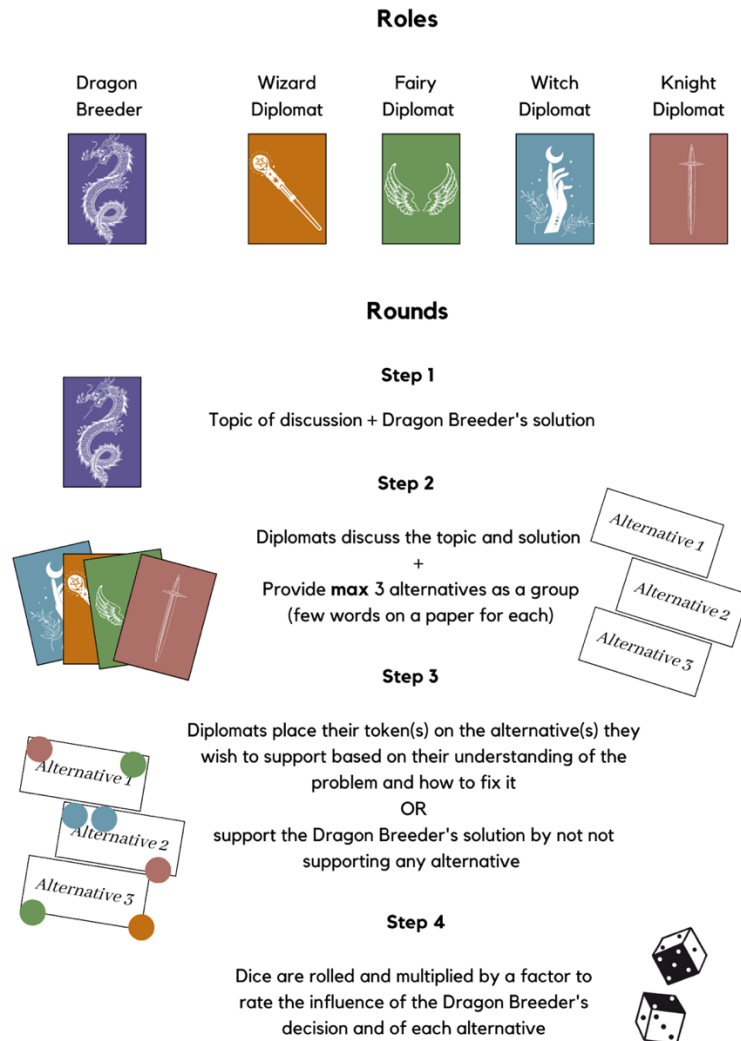 Roles
Dragon
Breeder
Wizard
Diplomat
Fairy
Diplomat
Witch
Diplomat
Knight
Diplomat
Rounds
Step 1
Topic of discussion + Dragon Breeder's solution
Step 2
Diplomats discuss the topic and solution
+
Provide max 3 alternatives as a group
(few words on a paper for each)
Alternative 1
Alternative 2
Alternative 3
Step 3
Diplomats place their token(s) on the alternative(s) they
wish to support based on their understanding of the
problem and how to fix it
OR
support the Dragon Breeder's solution by not not
supporting any alternative
Alternative 1
Alternative 2
Alternative 3
Step 4
Dice are rolled and multiplied by a factor to
rate the influence of the Dragon Breeder's
decision and of each alternative